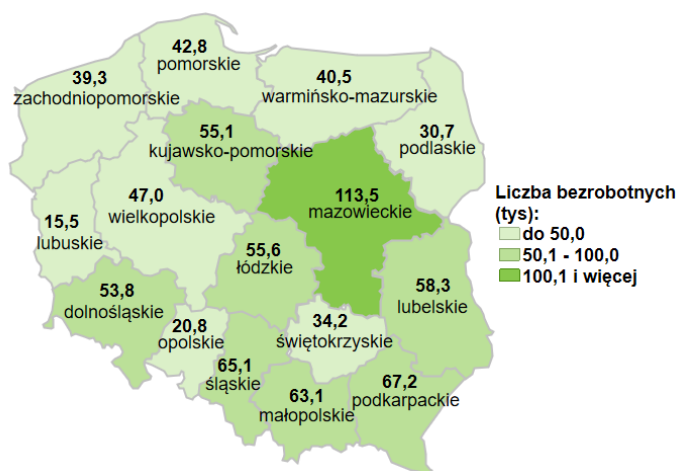 42,8
pomorskie
39,3
zachodniopomorskie
40,5
warmińsko-mazurskie
55,1
kujawsko-pomorskie
30,7
podlaskie
47,0
wielkopolskie
113,5
mazowieckie
15,5
lubuskie
55,6
łódzkie
58,3
lubelskie
53,8
dolnośląskie
20,8
opolskie
34,2
świętokrzyskie
65,1
śląskie
63,1
małopolskie
67,2
podkarpackie
Liczba bezrobotnych
(tys):
do 50,0
50,1 - 100,0
100,1 i więcej